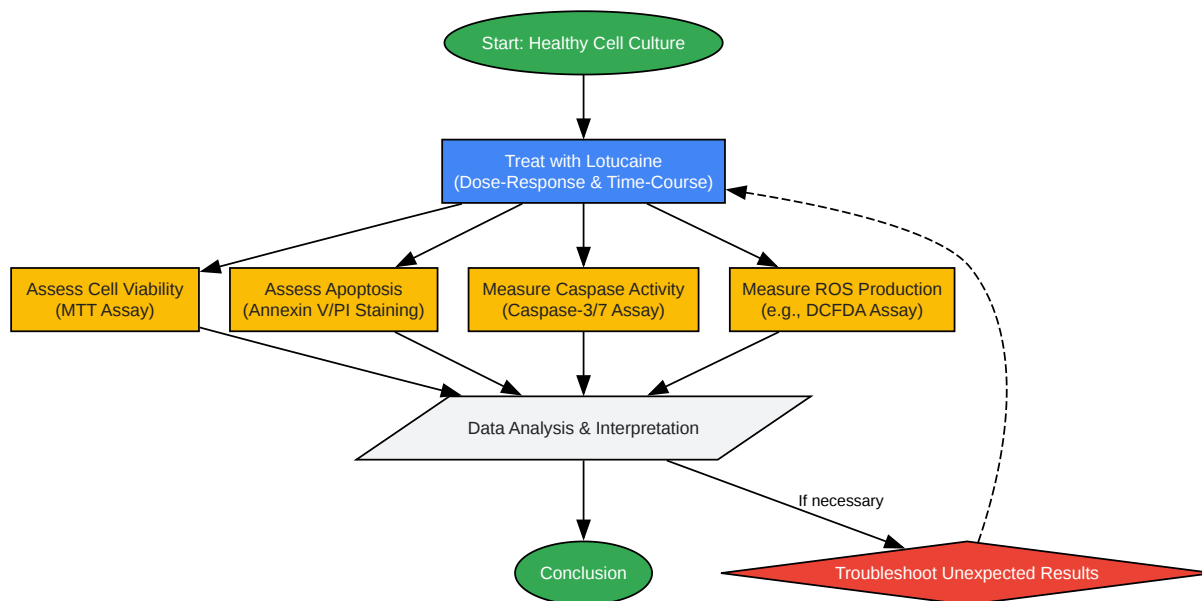 Start: Healthy Cell Culture
Treat with Lotucaine
(Dose-Response & Time-Course)
Assess Cell Viability
(MTT Assay)
Assess Apoptosis
(Annexin V/PI Staining)
Measure Caspase Activity
(Caspase-3/7 Assay)
Measure ROS Production
(e.g., DCFDA Assay)
Data Analysis & Interpretation
If necessary
Conclusion
Troubleshoot Unexpected Results